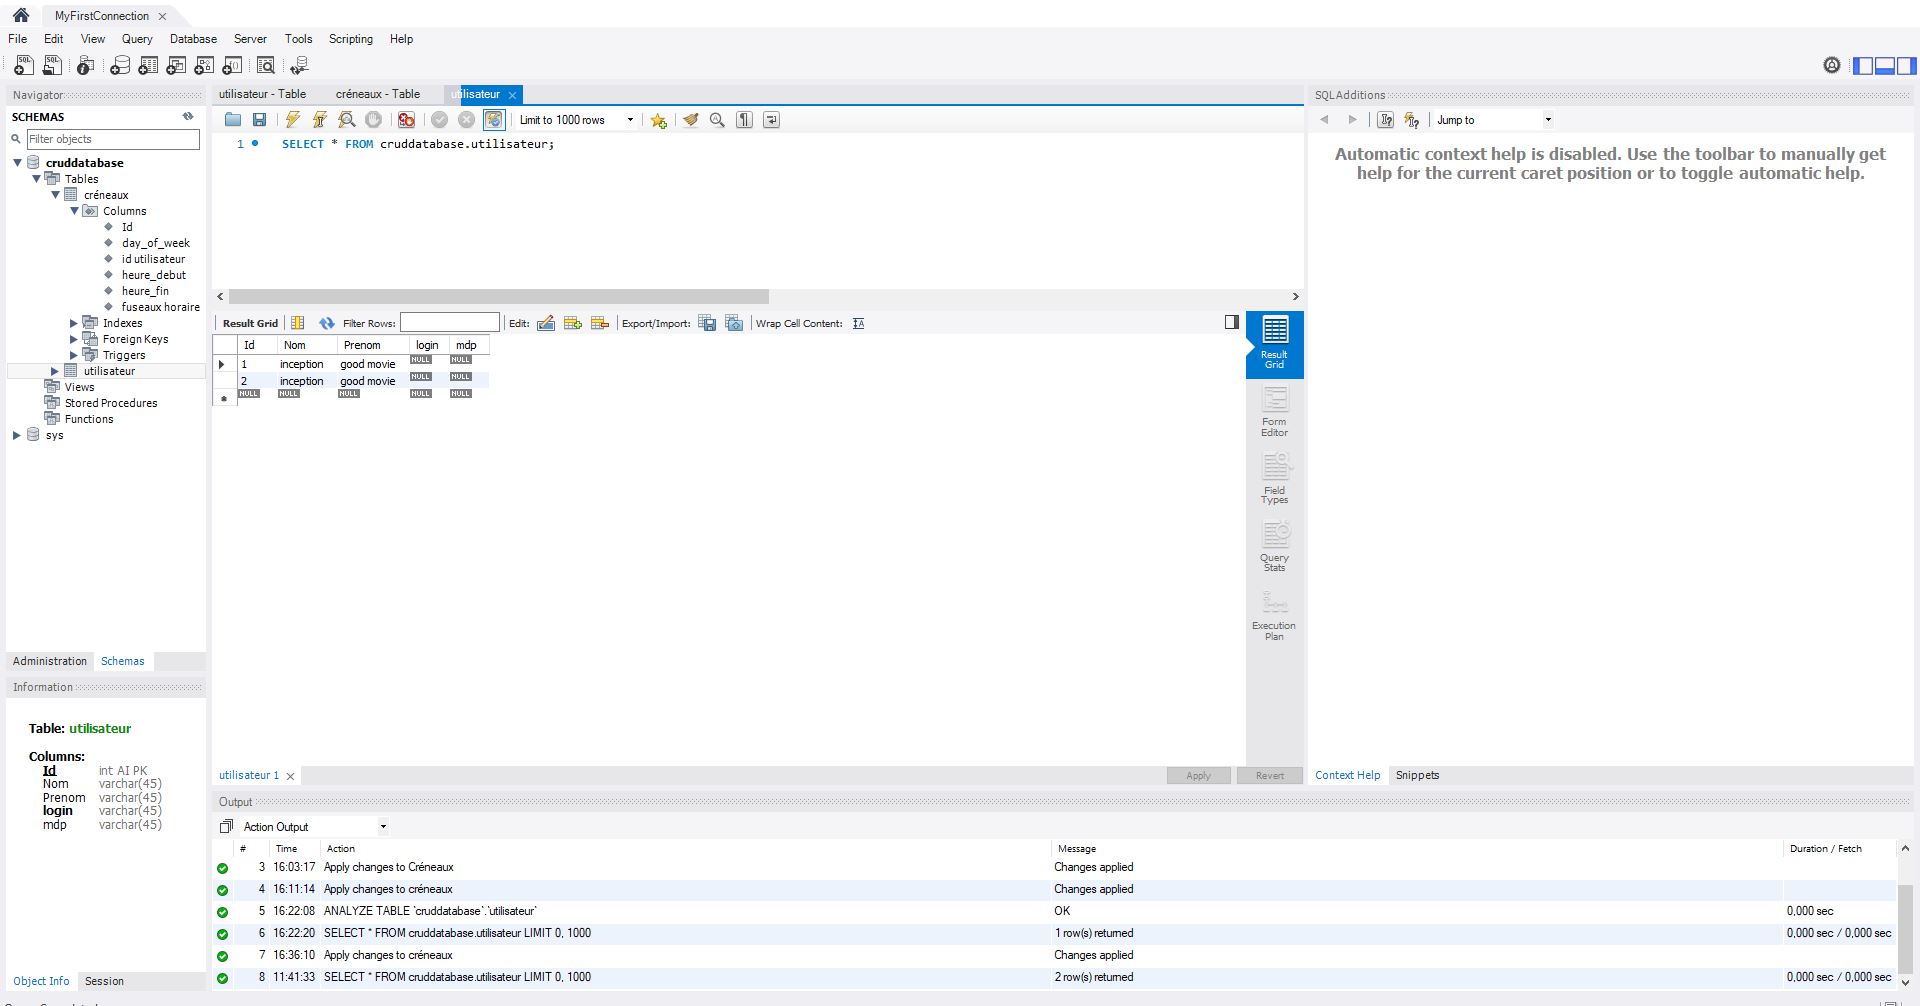 MyFirstConnection
File Edit View Query Database Server Tools Scripting Help
Navigator
SCHEMAS
Filter objects
cruddatabase
Tables
créneaux
Columns
Id
day_of_week
id utilisateur
heure_debut
heure_fin
fuseaux horaire
Indexes
Foreign Keys
Triggers
utilisateur
Views
Stored Procedures
Functions
sys
Administration Schemas
Information
Table: utilisateur
Columns:
Id int AI PK
Nom varchar(45)
Prenom varchar(45)
login varchar(45)
mdp varchar(45)
Object Info Session
utilisateur - Table créneaux - Table utilisateur
Limit to 1000 rows
1 SELECT * FROM cruddatabase.utilisateur;
Result Grid Filter Rows: Edit: Export/Import: Wrap Cell Content:
Id Nom Prenom login mdp
1 inception good movie NULL NULL
2 inception good movie NULL NULL
NULL NULL NULL NULL NULL
Result
Grid
Form
Editor
Field
Types
Query
Stats
Execution
Plan
utilisateur 1 Apply Revert
SQLAdditions
Jump to
Automatic context help is disabled. Use the toolbar to manually get
help for the current caret position or to toggle automatic help.
Context Help Snippets
Output
Action Output
# Time Action Message Duration / Fetch
3 16:03:17 Apply changes to Créneaux Changes applied
4 16:11:14 Apply changes to créneaux Changes applied
5 16:22:08 ANALYZE TABLE `cruddatabase`.`utilisateur` OK 0,000 sec
6 16:22:20 SELECT * FROM cruddatabase.utilisateur LIMIT 0, 1000 1 row(s) returned 0,000 sec / 0,000 sec
7 16:36:10 Apply changes to créneaux Changes applied
8 11:41:33 SELECT * FROM cruddatabase.utilisateur LIMIT 0, 1000 2 row(s) returned 0,000 sec / 0,000 sec